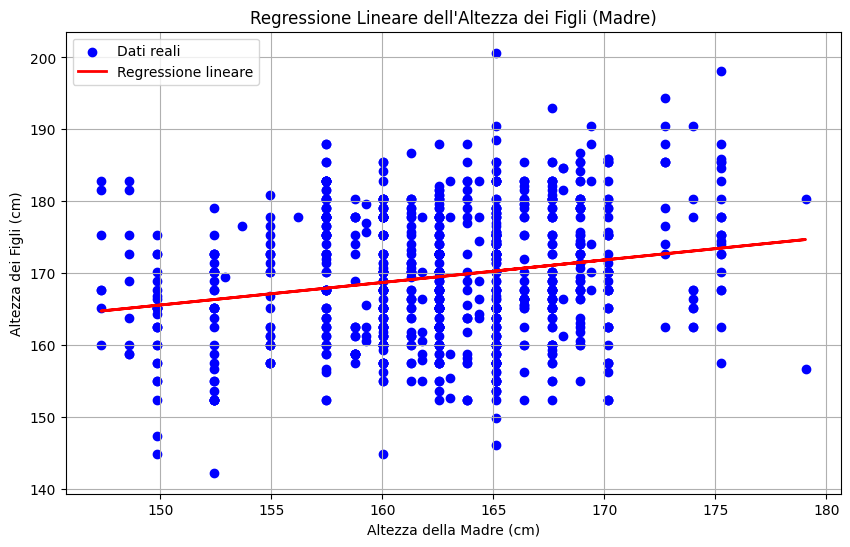 Regressione Lineare dell'Altezza dei Figli (Madre)
Dati reali
Regressione lineare
200
190
180
170
160
150
140
Altezza dei Figli (cm)
150 155 160 165 170 175 180
Altezza della Madre (cm)